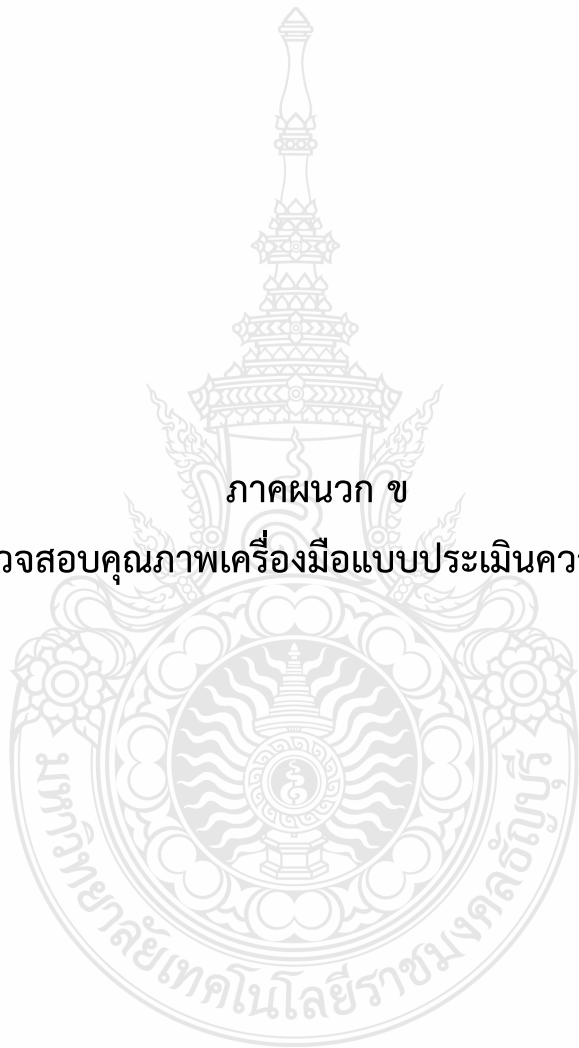 ภาคผนวก ข
วจสอบคุณภาพเครื่องมือแบบประเมินควา
มหาวิทยาลัยเทคโนโลยีราชมงคลธัญบุรี